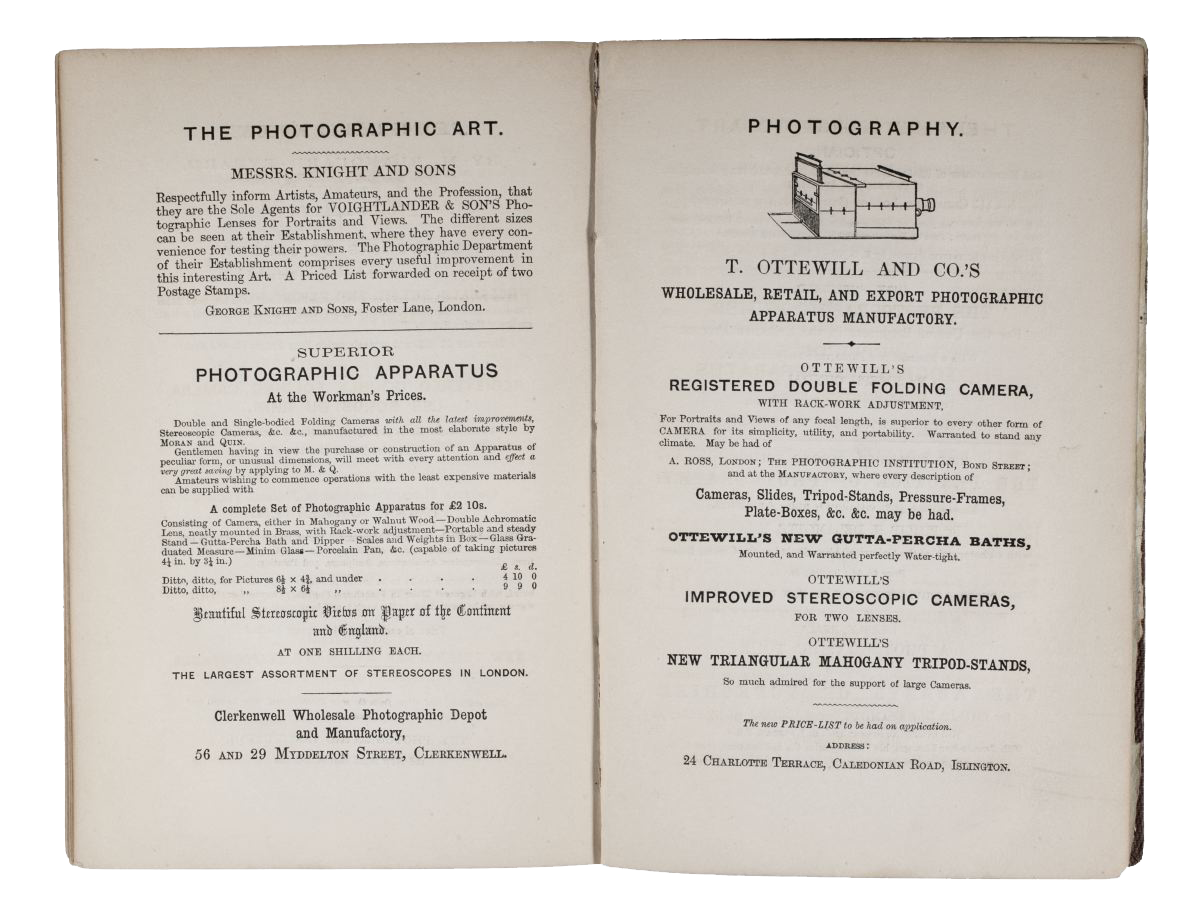 THE PHOTOGRAPHIC ART.
MESSRS. KNIGHT AND SONS
Respectfully inform Artists, Amateurs, and the Profession, that
they are the Sole Agents for VOIGHTLANDER & SON'S Pho-
tographic Lenses for Portraits and Views. The different sizes
can be seen at their Establishment, where they have every con-
venience for testing their powers. The Photographic Department
of their Establishment comprises every useful improvement in
this interesting Art. A Priced List forwarded on receipt of two
Postage Stamps.
GEORGE KNIGHT AND SONS, Foster Lane, London.
SUPERIOR
PHOTOGRAPHIC APPARATUS
At the Workman's Prices.
Double and Single-bodied Folding Cameras with all the latest improvements,
Stereoscopic Cameras, &c. &c., manufactured in the most elaborate style by
MORAN and QUIN.
Gentlemen having in view the purchase or construction of an Apparatus of
peculiar form, or unusual dimensions, will meet with every attention and effect a
very great saving by applying to M. & Q.
Amateurs wishing to commence operations with the least expensive materials
can be supplied with
A complete Set of Photographic Apparatus for £2 10s.
Consisting of Camera, either in Mahogany or Walnut Wood—Double Achromatic
Lens, neatly mounted in Brass, with Rack-work adjustment—Portable and steady
Stand—Gutta-Percha Bath and Dipper Scales and Weights in Box—Glass Gra-
duated Measure—Minim Glass—Porcelain Pan, &c. (capable of taking pictures
4¼ in. by 3¼ in.)
£ s. d.
Ditto, ditto, for Pictures 6½ × 4¾, and under . . . . 4 10 0
Ditto, ditto, „ 8½ × 6½ „ . . . . 9 9 0
Beautiful Stereoscopic Views on Paper of the Continent
and England.
AT ONE SHILLING EACH.
THE LARGEST ASSORTMENT OF STEREOSCOPES IN LONDON.
Clerkenwell Wholesale Photographic Depot
and Manufactory,
56 AND 29 MYDDELTON STREET, CLERKENWELL.
PHOTOGRAPHY.
T. OTTEWILL AND CO.'S
WHOLESALE, RETAIL, AND EXPORT PHOTOGRAPHIC
APPARATUS MANUFACTORY.
OTTEWILL'S
REGISTERED DOUBLE FOLDING CAMERA,
WITH RACK-WORK ADJUSTMENT,
For Portraits and Views of any focal length, is superior to every other form of
CAMERA for its simplicity, utility, and portability. Warranted to stand any
climate. May be had of
A. ROSS, LONDON; THE PHOTOGRAPHIC INSTITUTION, BOND STREET;
and at the MANUFACTORY, where every description of
Cameras, Slides, Tripod-Stands, Pressure-Frames,
Plate-Boxes, &c. &c. may be had.
OTTEWILL'S NEW GUTTA-PERCHA BATHS,
Mounted, and Warranted perfectly Water-tight.
OTTEWILL'S
IMPROVED STEREOSCOPIC CAMERAS,
FOR TWO LENSES.
OTTEWILL'S
NEW TRIANGULAR MAHOGANY TRIPOD-STANDS,
So much admired for the support of large Cameras.
The new PRICE-LIST to be had on application.
ADDRESS:
24 CHARLOTTE TERRACE, CALEDONIAN ROAD, ISLINGTON.